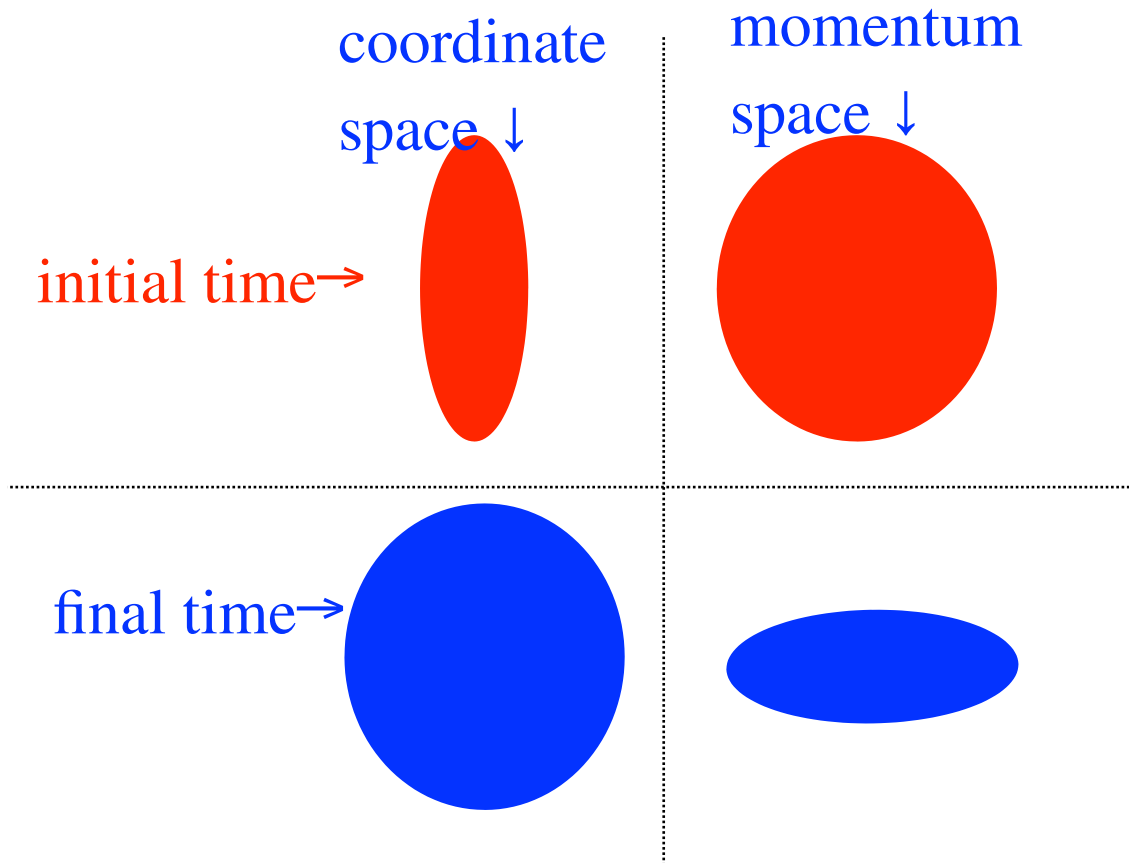 coordinate
space ↓
momentum
space ↓
initial time→
final time→